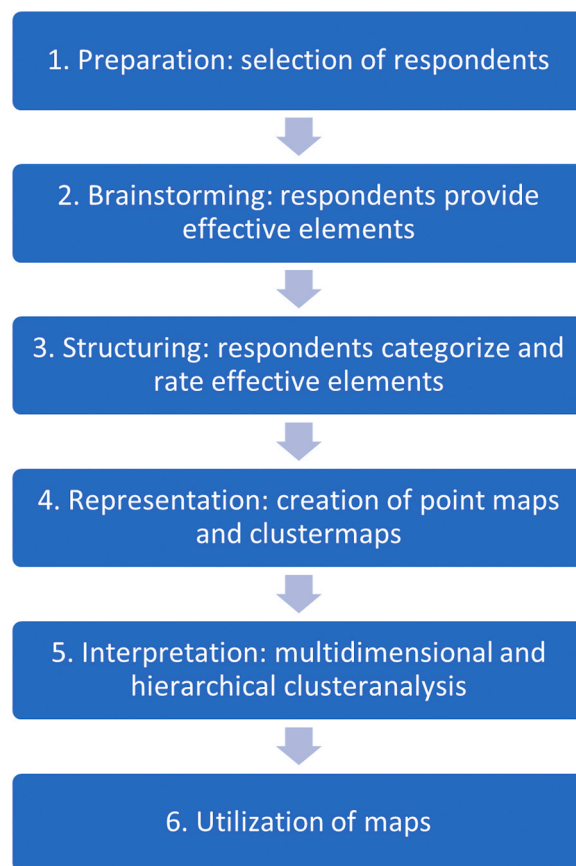 1. Preparation: selection of respondents
2. Brainstorming: respondents provide
effective elements
3. Structuring: respondents categorize and
rate effective elements
4. Representation: creation of point maps
and clustermaps
5. Interpretation: multidimensional and
hierarchical clusteranalysis
6. Utilization of maps